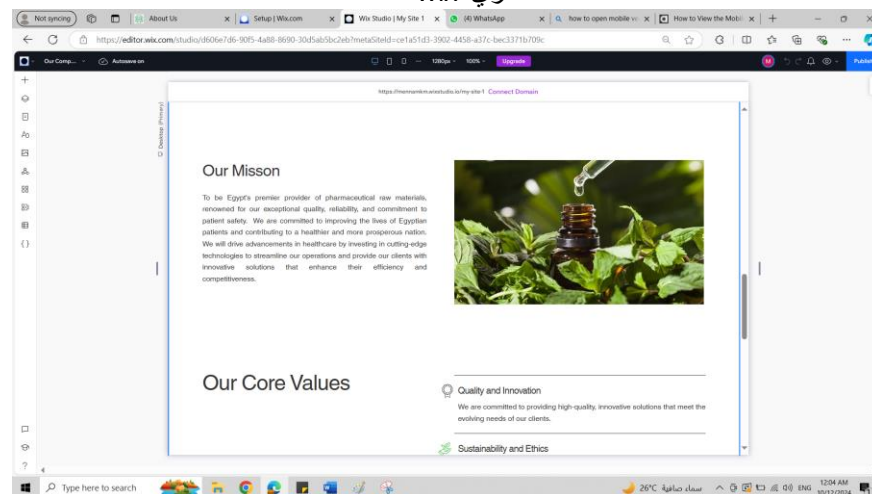 Not syncing
About Us
Setup | Wix.com
Wix Studio | My Site 1
(4) WhatsApp
how to open mobile
How to View the Mobi
https://editor.wix.com/studio/d606e7d6-90f5-4a88-8690-30d5ab5bc2eb?metaSiteId=ce1a51d3-3902-4458-a37c-bec3371b709c
Our Comp...
Autosave on
1280px
100%
Upgrade
Publish
Connect Domain
Desktop (Primary)
Our Misson
To be Egypt's premier provider of pharmaceutical raw materials,
renowned for our exceptional quality, reliability, and commitment to
patient safety. We are committed to improving the lives of Egyptian
patients and contributing to a healthier and more prosperous nation.
We will drive advancements in healthcare by investing in cutting-edge
technologies to streamline our operations and provide our clients with
innovative solutions that enhance their efficiency and
competitiveness.
Our Core Values
Quality and Innovation
We are committed to providing high-quality, innovative solutions that meet the
evolving needs of our clients.
Sustainability and Ethics
Type here to search
26°C سماء صافية
ENG
12:04 AM
10/12/2024